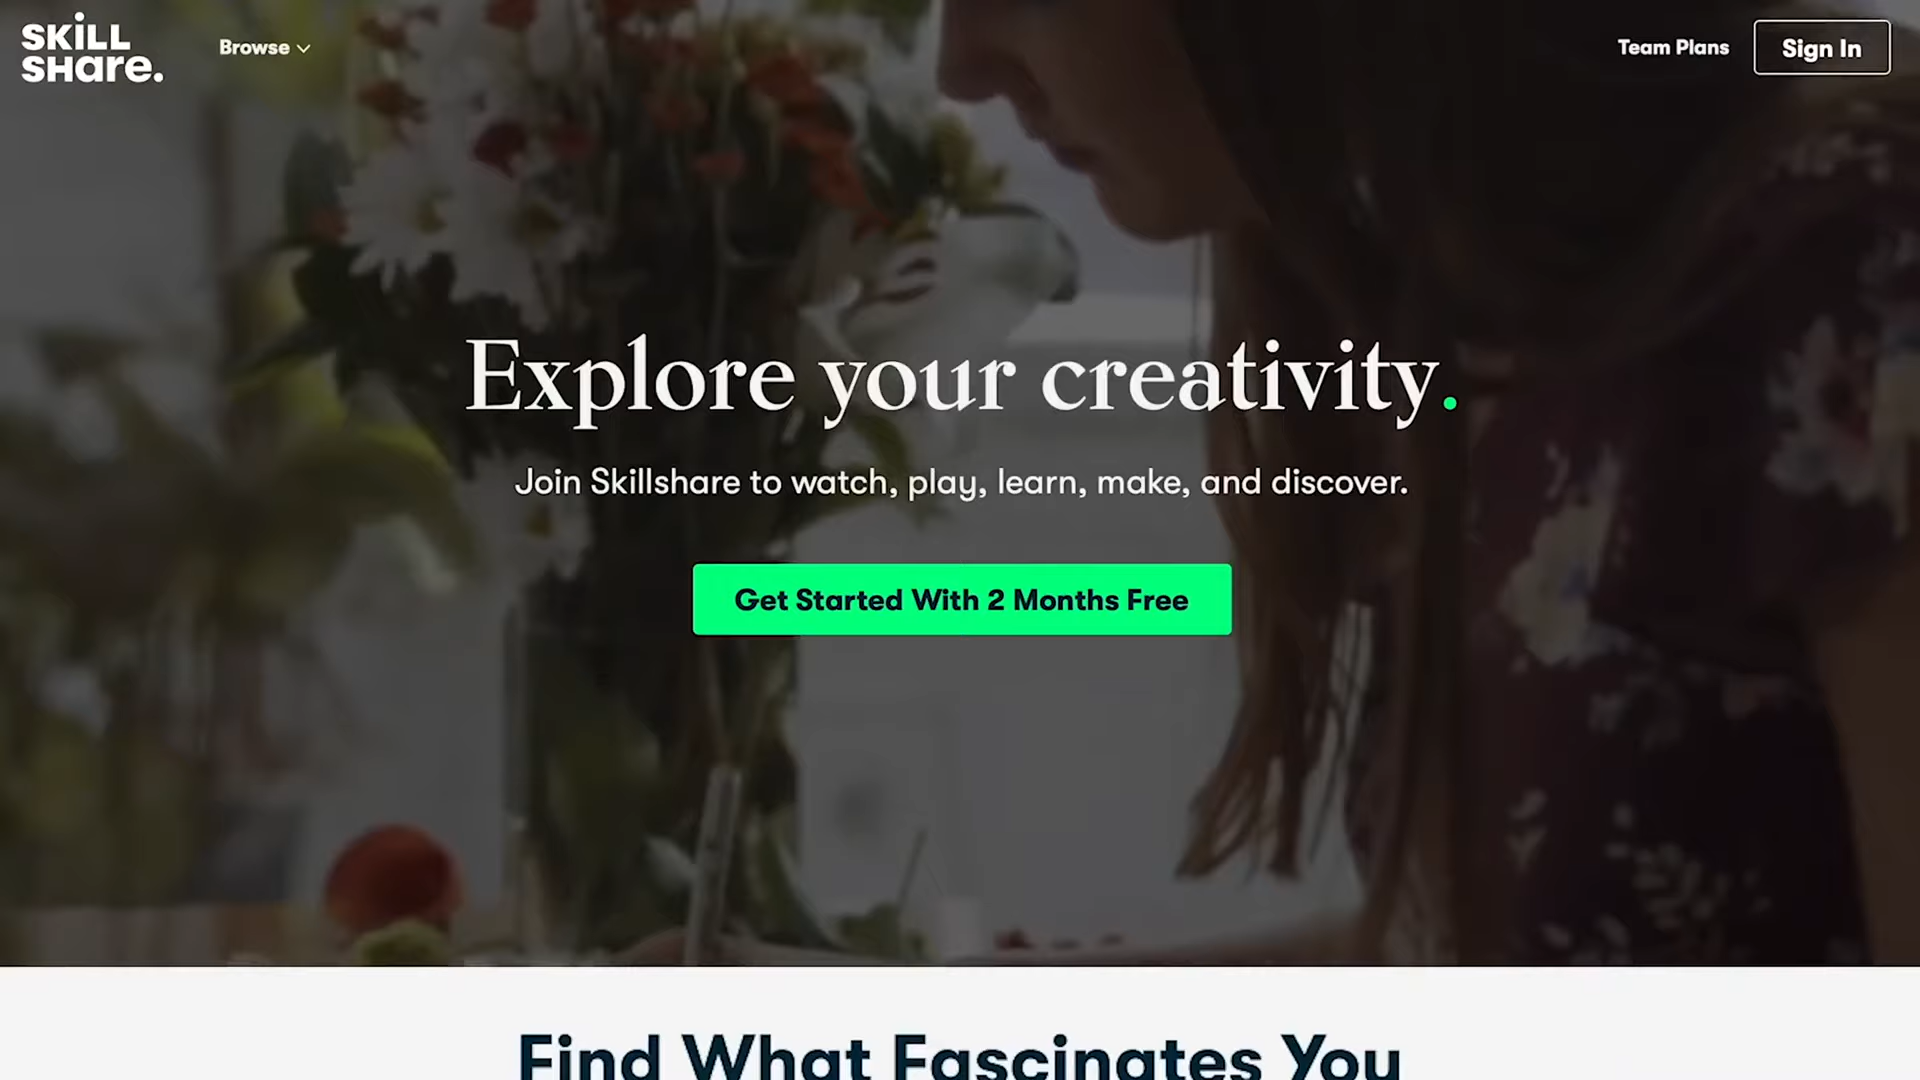 SKiLL
SHare.
Browse
Team Plans
Sign In
Explore your creativity.
Join Skillshare to watch, play, learn, make, and discover.
Get Started With 2 Months Free
Find What Fascinates You